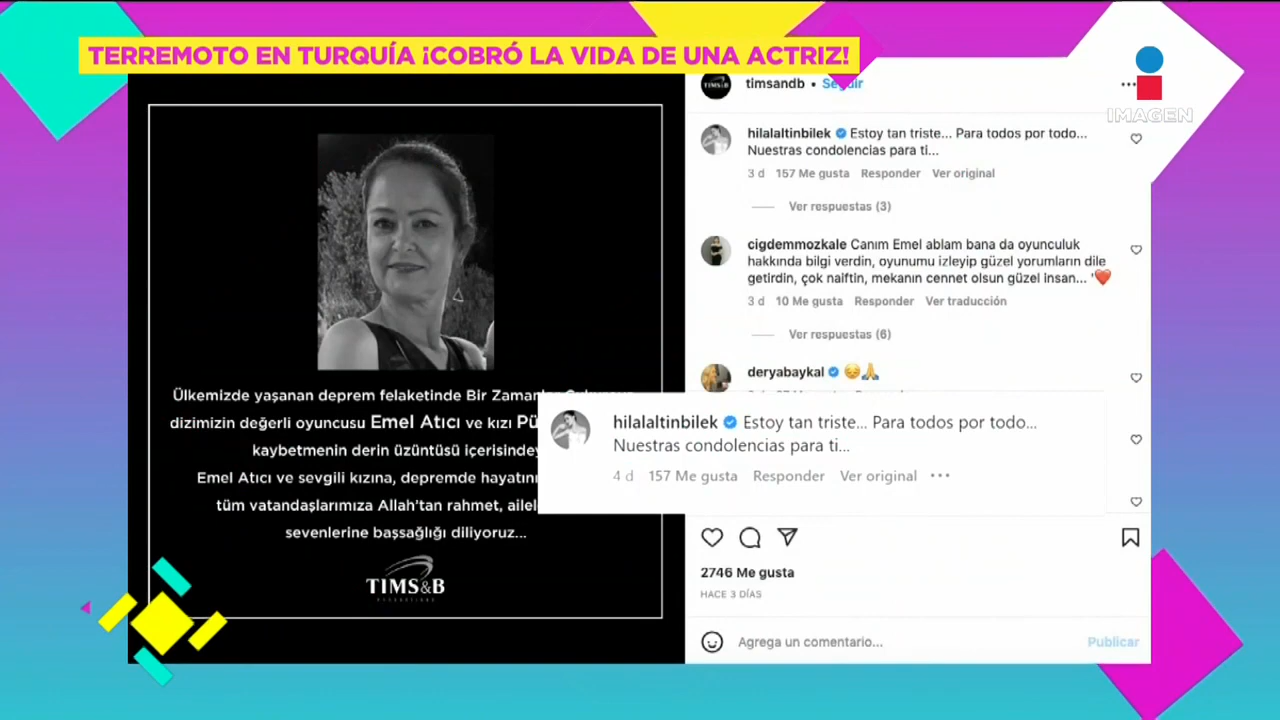 TERREMOTO EN TURQUÍA ¡COBRÓ LA VIDA DE UNA ACTRIZ!
IMAGEN
Ülkemizde yaşanan deprem felaketinde Bir
dizimizin değerli oyuncusu Emel Atıcı ve kızı
kaybetmenin derin üzüntüsü
Emel Atıcı ve sevgili kızına, depremde
tüm vatandaşlarımıza Allah'tan rahmet,
sevenlerine başsağlığı diliyoruz...
TIMS&B
TIMS&B
timsandb • Seguir
hilalaltinbilek Estoy tan triste... Para todos por todo...
Nuestras condolencias para ti...
3 d 157 Me gusta Responder Ver original
Ver respuestas (3)
cigdemmozkale Canım Emel ablam bana da oyunculuk
hakkında bilgi verdin, oyunumu izleyip güzel yorumların dile
getirdin, çok naiftin, mekanın cennet olsun güzel insan... '❤️
3 d 10 Me gusta Responder Ver traducción
Ver respuestas (6)
deryabaykal 😔🙏
hilalaltinbilek Estoy tan triste... Para todos por todo...
Nuestras condolencias para ti...
4 d 157 Me gusta Responder Ver original •••
2746 Me gusta
HACE 3 DÍAS
Agrega un comentario...
Publicar